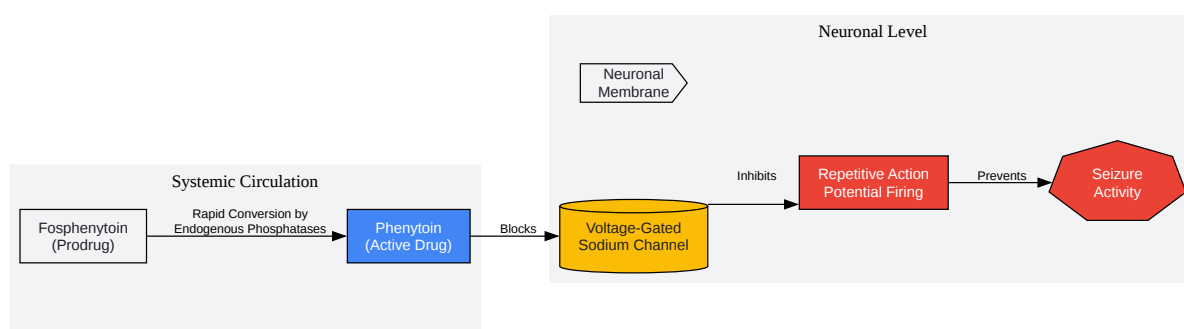 Neuronal Level
Neuronal
Membrane
Systemic Circulation
Fosphenytoin
(Prodrug)
Rapid Conversion by
Endogenous Phosphatases
Phenytoin
(Active Drug)
Blocks
Voltage-Gated
Sodium Channel
Inhibits
Repetitive Action
Potential Firing
Prevents
Seizure
Activity